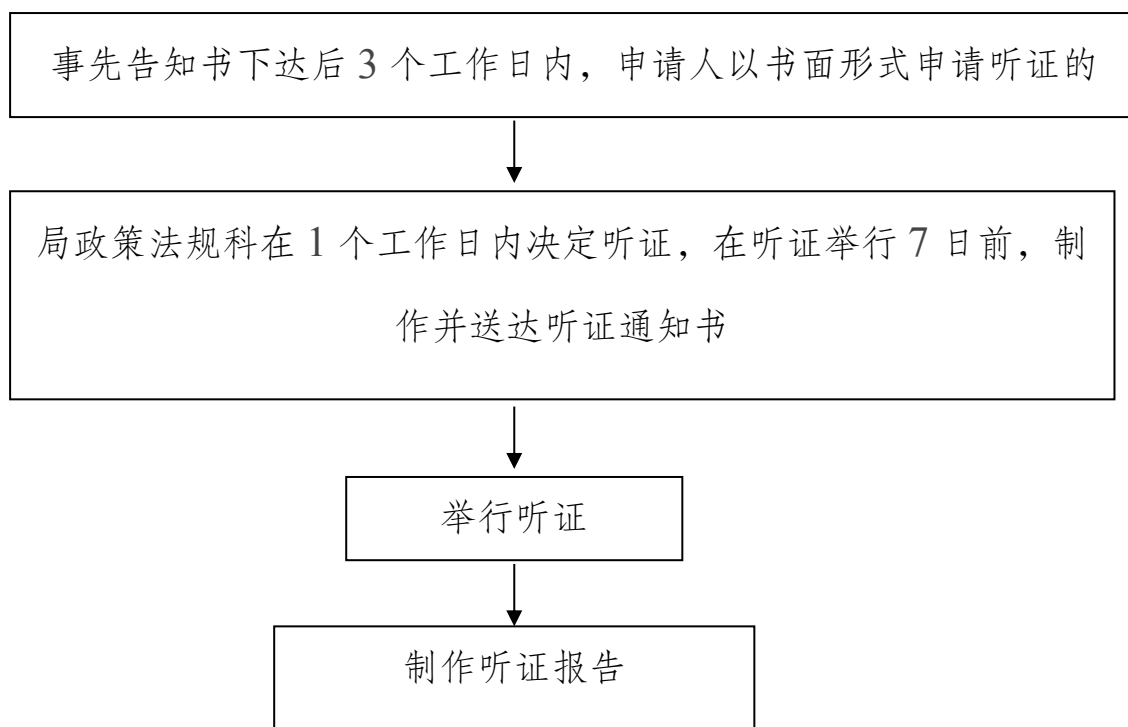 事先告知书下达后 3 个工作日内，申请人以书面形式申请听证的
局政策法规科在 1 个工作日内决定听证，在听证举行 7 日前，制
作并送达听证通知书
举行听证
制作听证报告